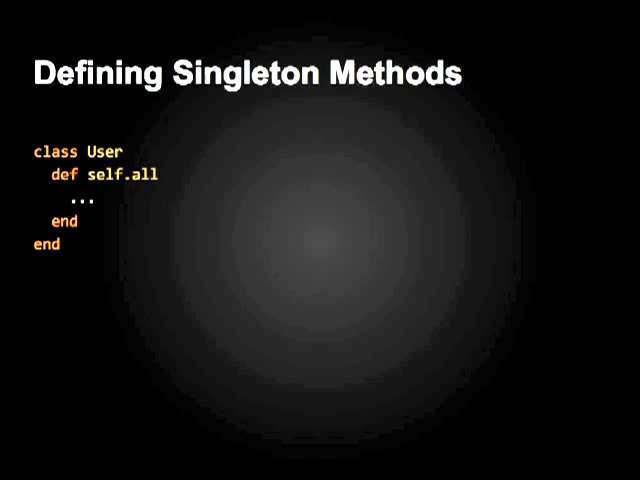 Defining Singleton Methods
class User
  def self.all
    ...
  end
end